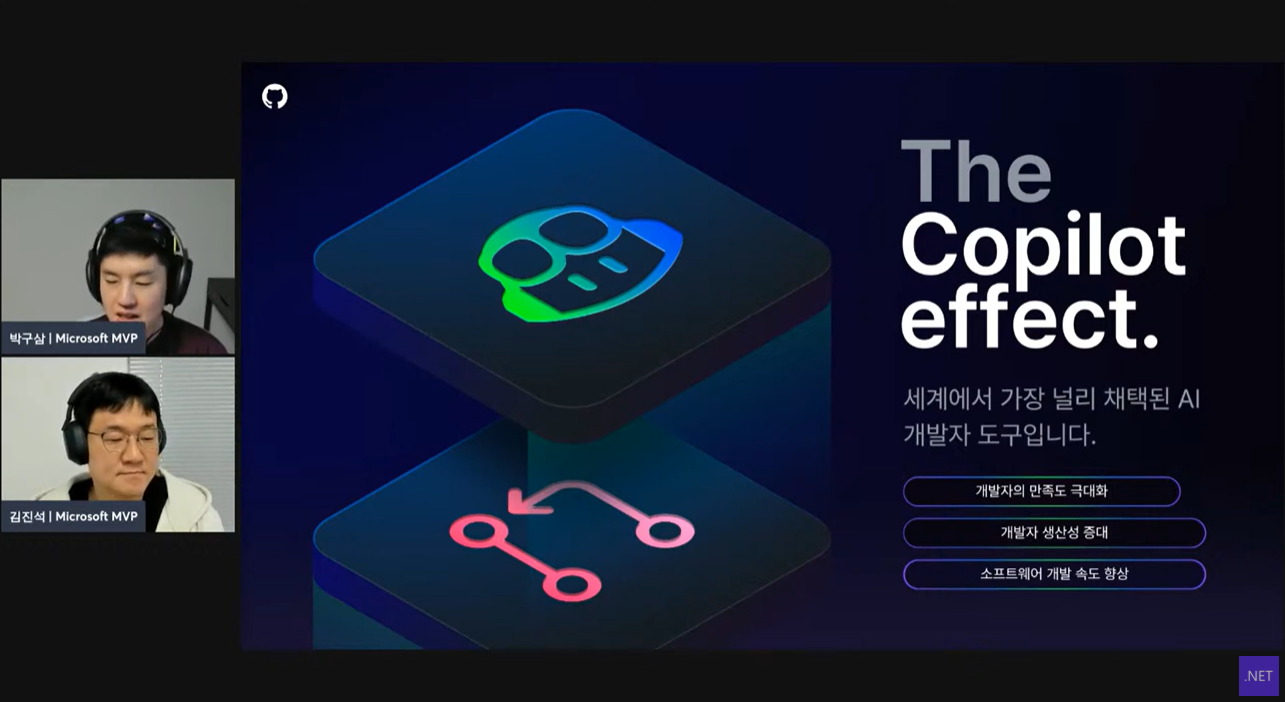 박구삼 | Microsoft MVP
김진석 | Microsoft MVP
The
Copilot
effect.
세계에서 가장 널리 채택된 AI
개발자 도구입니다.
개발자의 만족도 극대화
개발자 생산성 증대
소프트웨어 개발 속도 향상
.NET